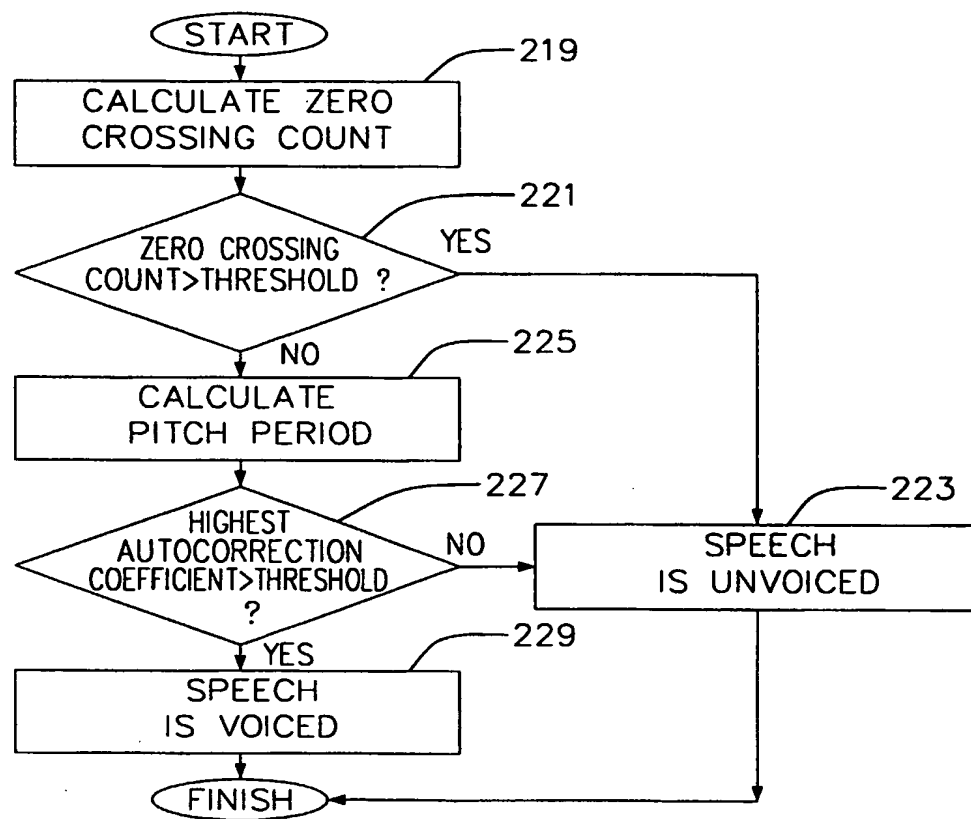 START
219
CALCULATE ZERO
CROSSING COUNT
221
ZERO CROSSING
COUNT>THRESHOLD ?
YES
NO
225
CALCULATE
PITCH PERIOD
227
HIGHEST
AUTOCORRECTION
COEFFICIENT>THRESHOLD
?
NO
223
SPEECH
IS UNVOICED
YES
229
SPEECH
IS VOICED
FINISH